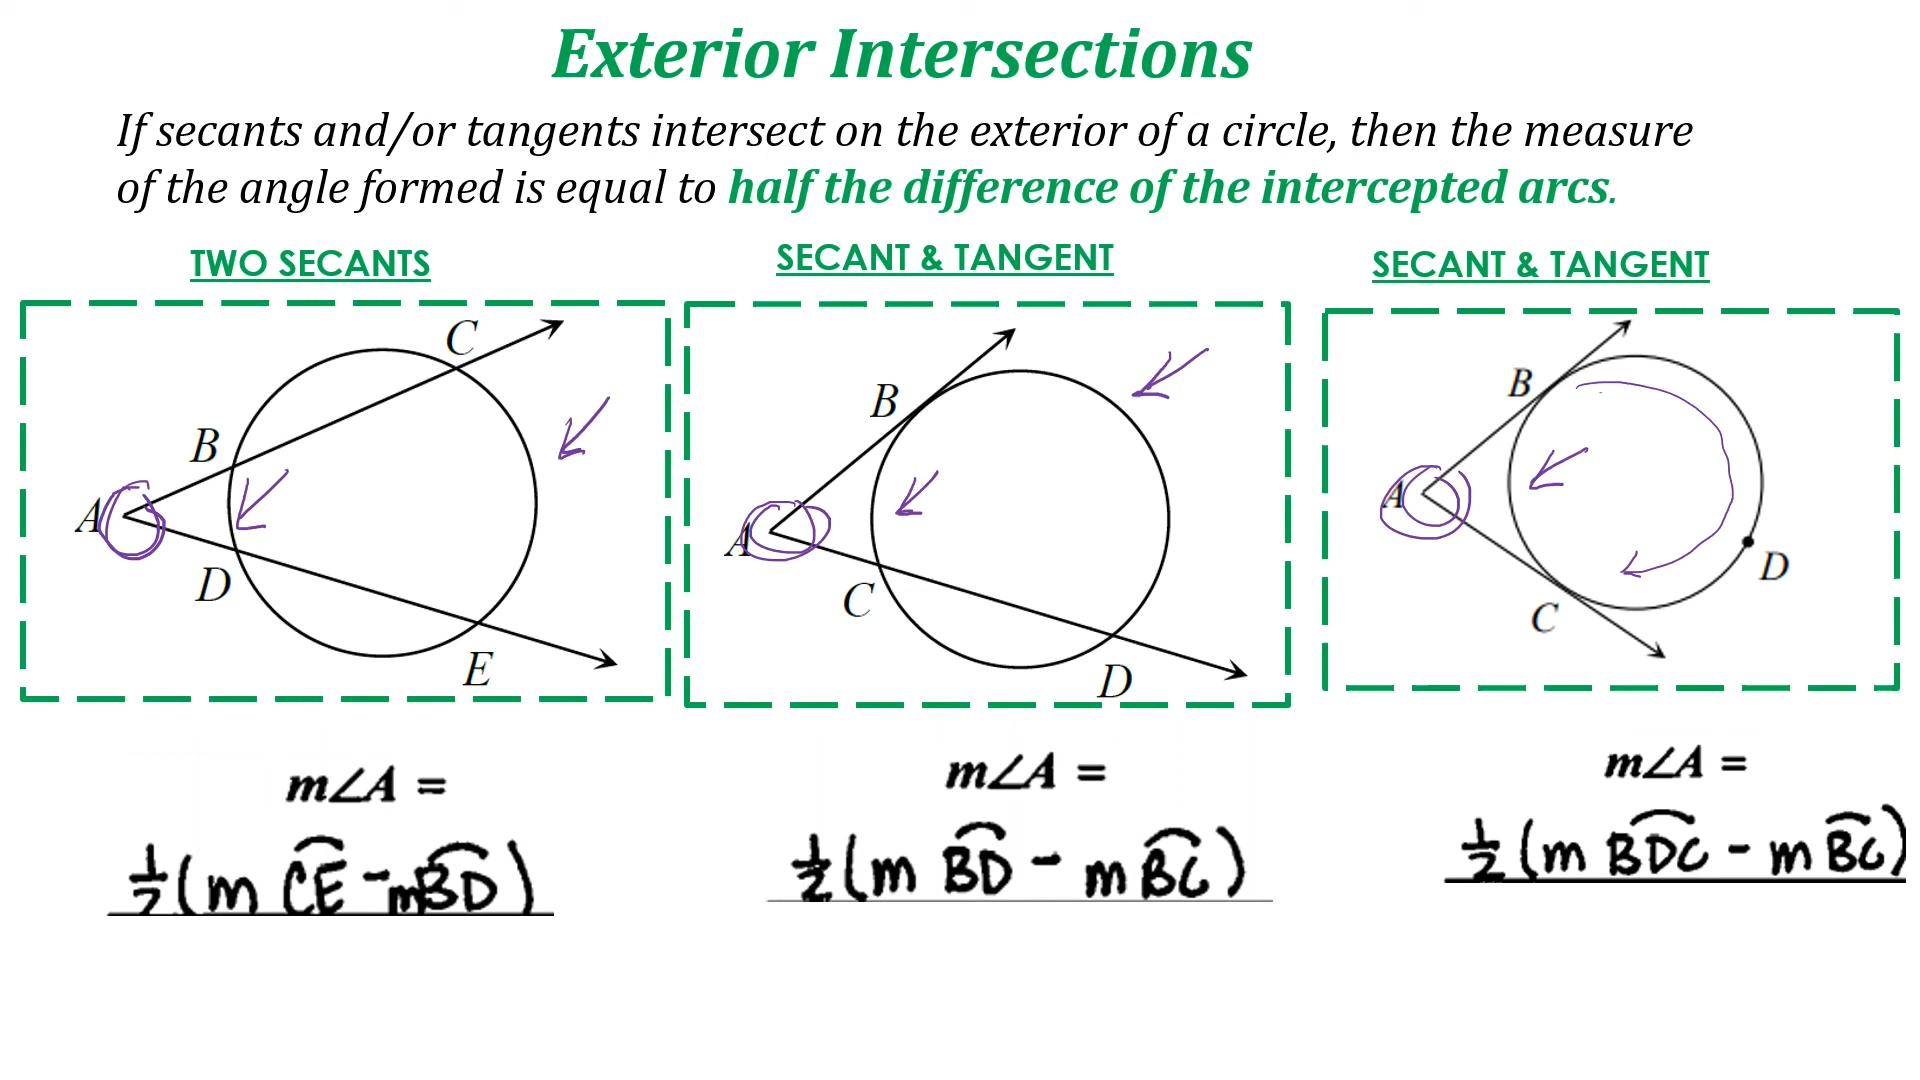 Exterior Intersections
If secants and/or tangents intersect on the exterior of a circle, then the measure
of the angle formed is equal to half the difference of the intercepted arcs.
TWO SECANTS
C
B
A
D
E
m∠A =
1/2 (m CE - mBD)
SECANT & TANGENT
B
A
C
D
m∠A =
1/2 (m BD - m BC)
SECANT & TANGENT
B
A
D
C
m∠A =
1/2 (m BDC - m BC)